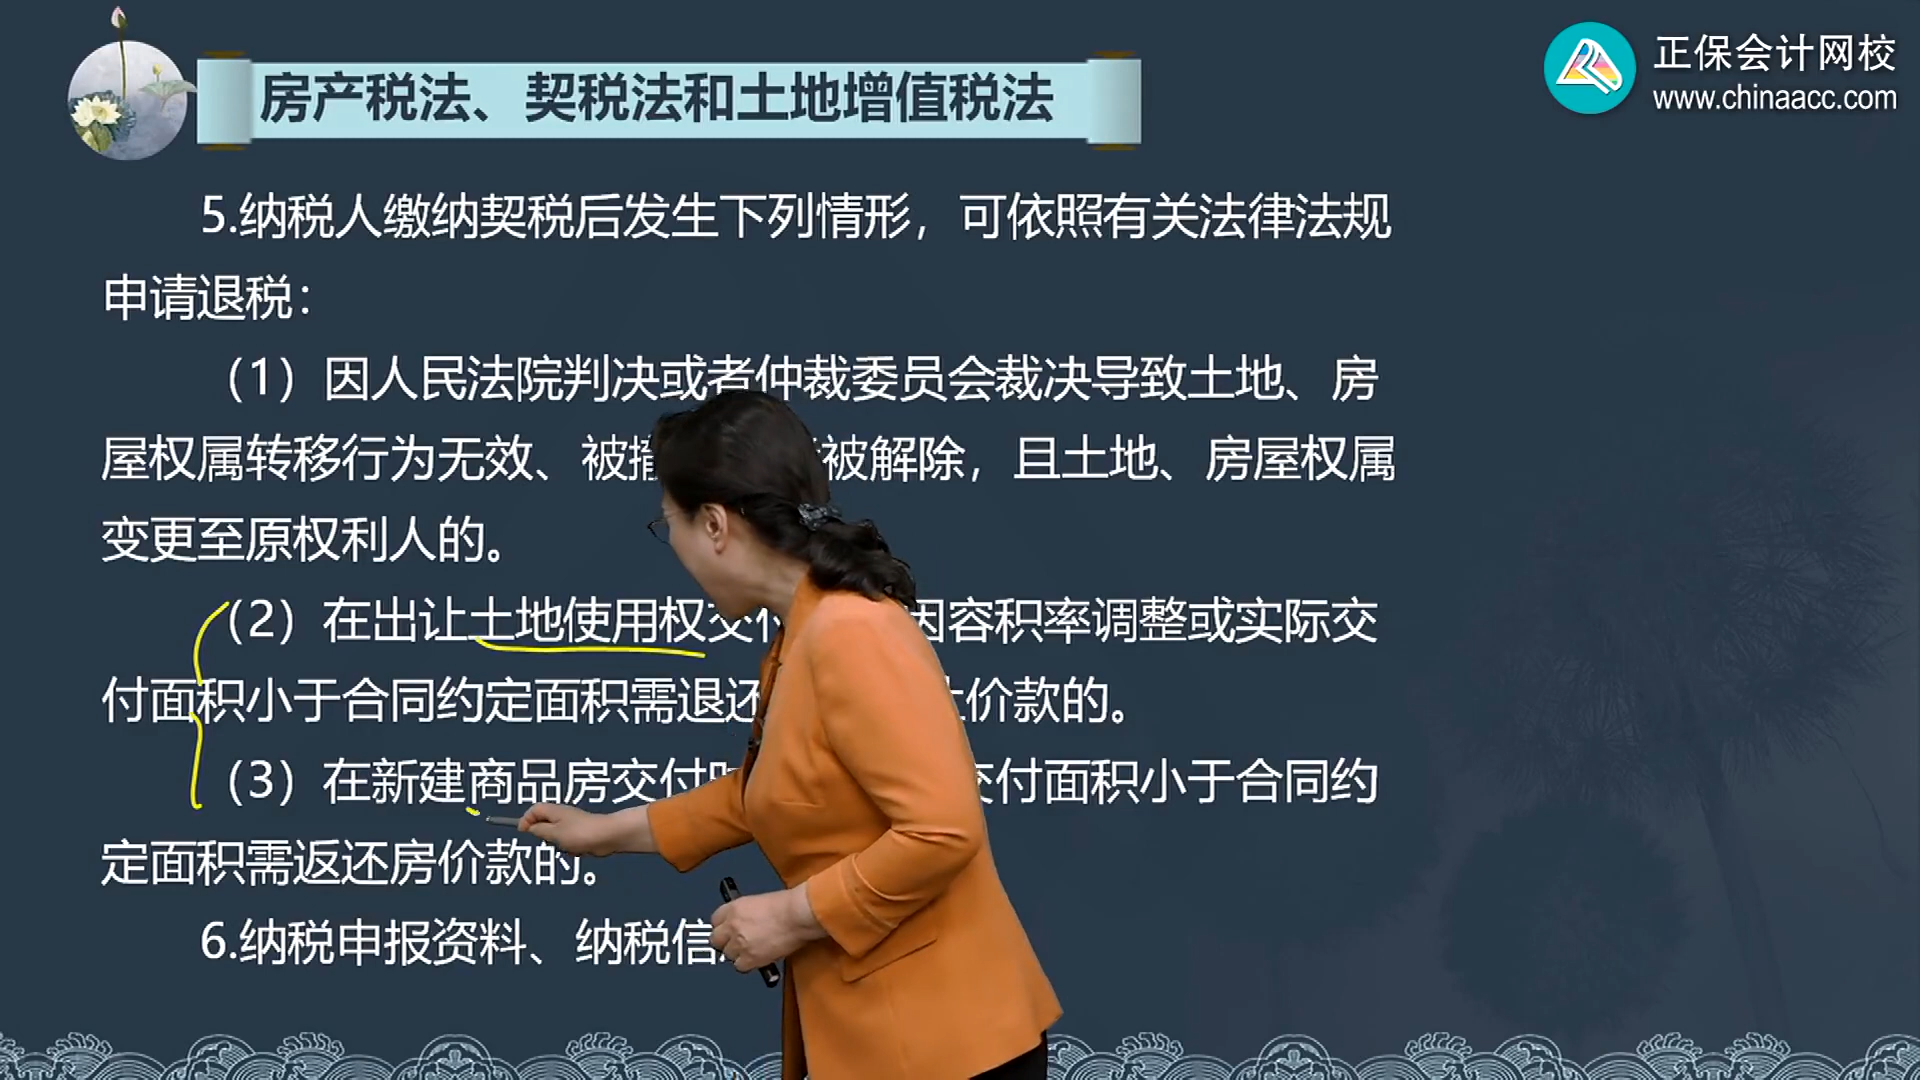 正保会计网校
www.chinaacc.com
房产税法、契税法和土地增值税法
5.纳税人缴纳契税后发生下列情形，可依照有关法律法规
申请退税：
（1）因人民法院判决或者仲裁委员会裁决导致土地、房
屋权属转移行为无效、被撤 被解除，且土地、房屋权属
变更至原权利人的。
（2）在出让土地使用权交付 因容积率调整或实际交
付面积小于合同约定面积需退还 价款的。
（3）在新建商品房交付时 交付面积小于合同约
定面积需返还房价款的。
6.纳税申报资料、纳税信